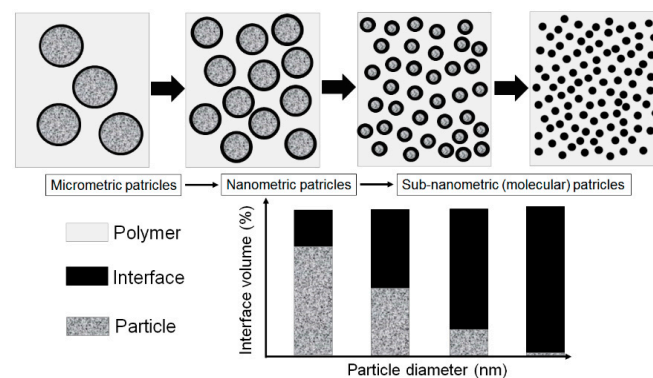 Micrometric patricles
Nanometric patricles
Sub-nanometric (molecular) patricles
Polymer
Interface
Particle
Interface volume (%)
Particle diameter (nm)